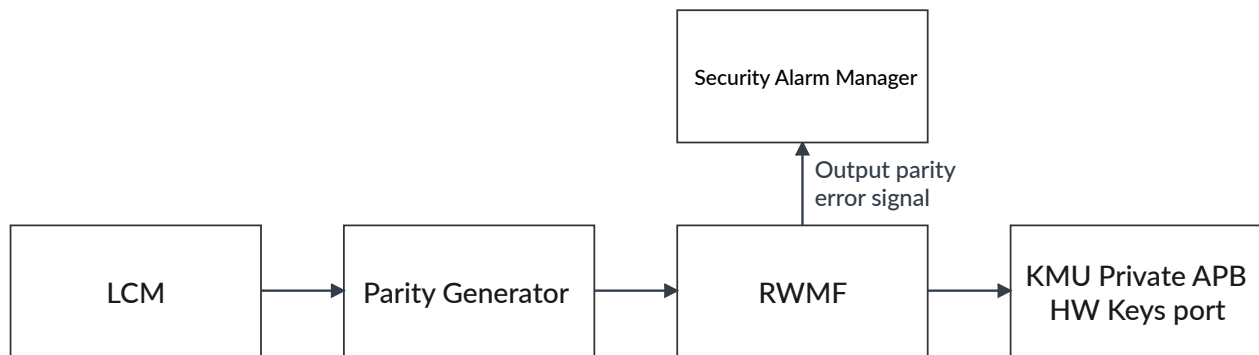 Security Alarm Manager
Output parity
error signal
LCM
Parity Generator
RWMF
KMU Private APB
HW Keys port